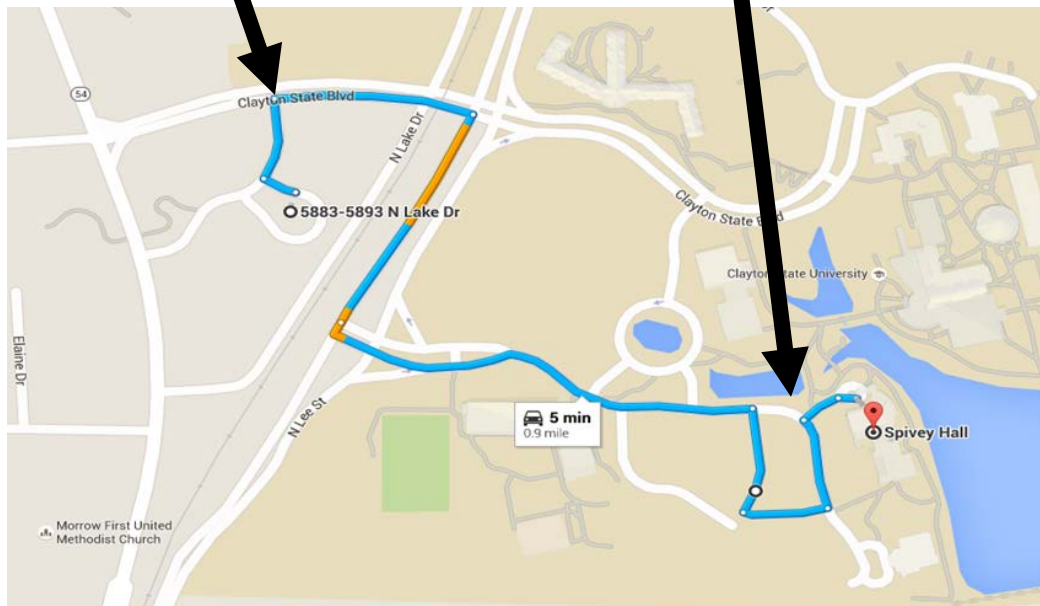 54
Clayton State Blvd
N Lake Dr
5883-5893 N Lake Dr
Clayton State Blvd
Clayton State University
Elaine Dr
N Lee St
5 min
0.9 mile
Spivey Hall
Morrow First United
Methodist Church